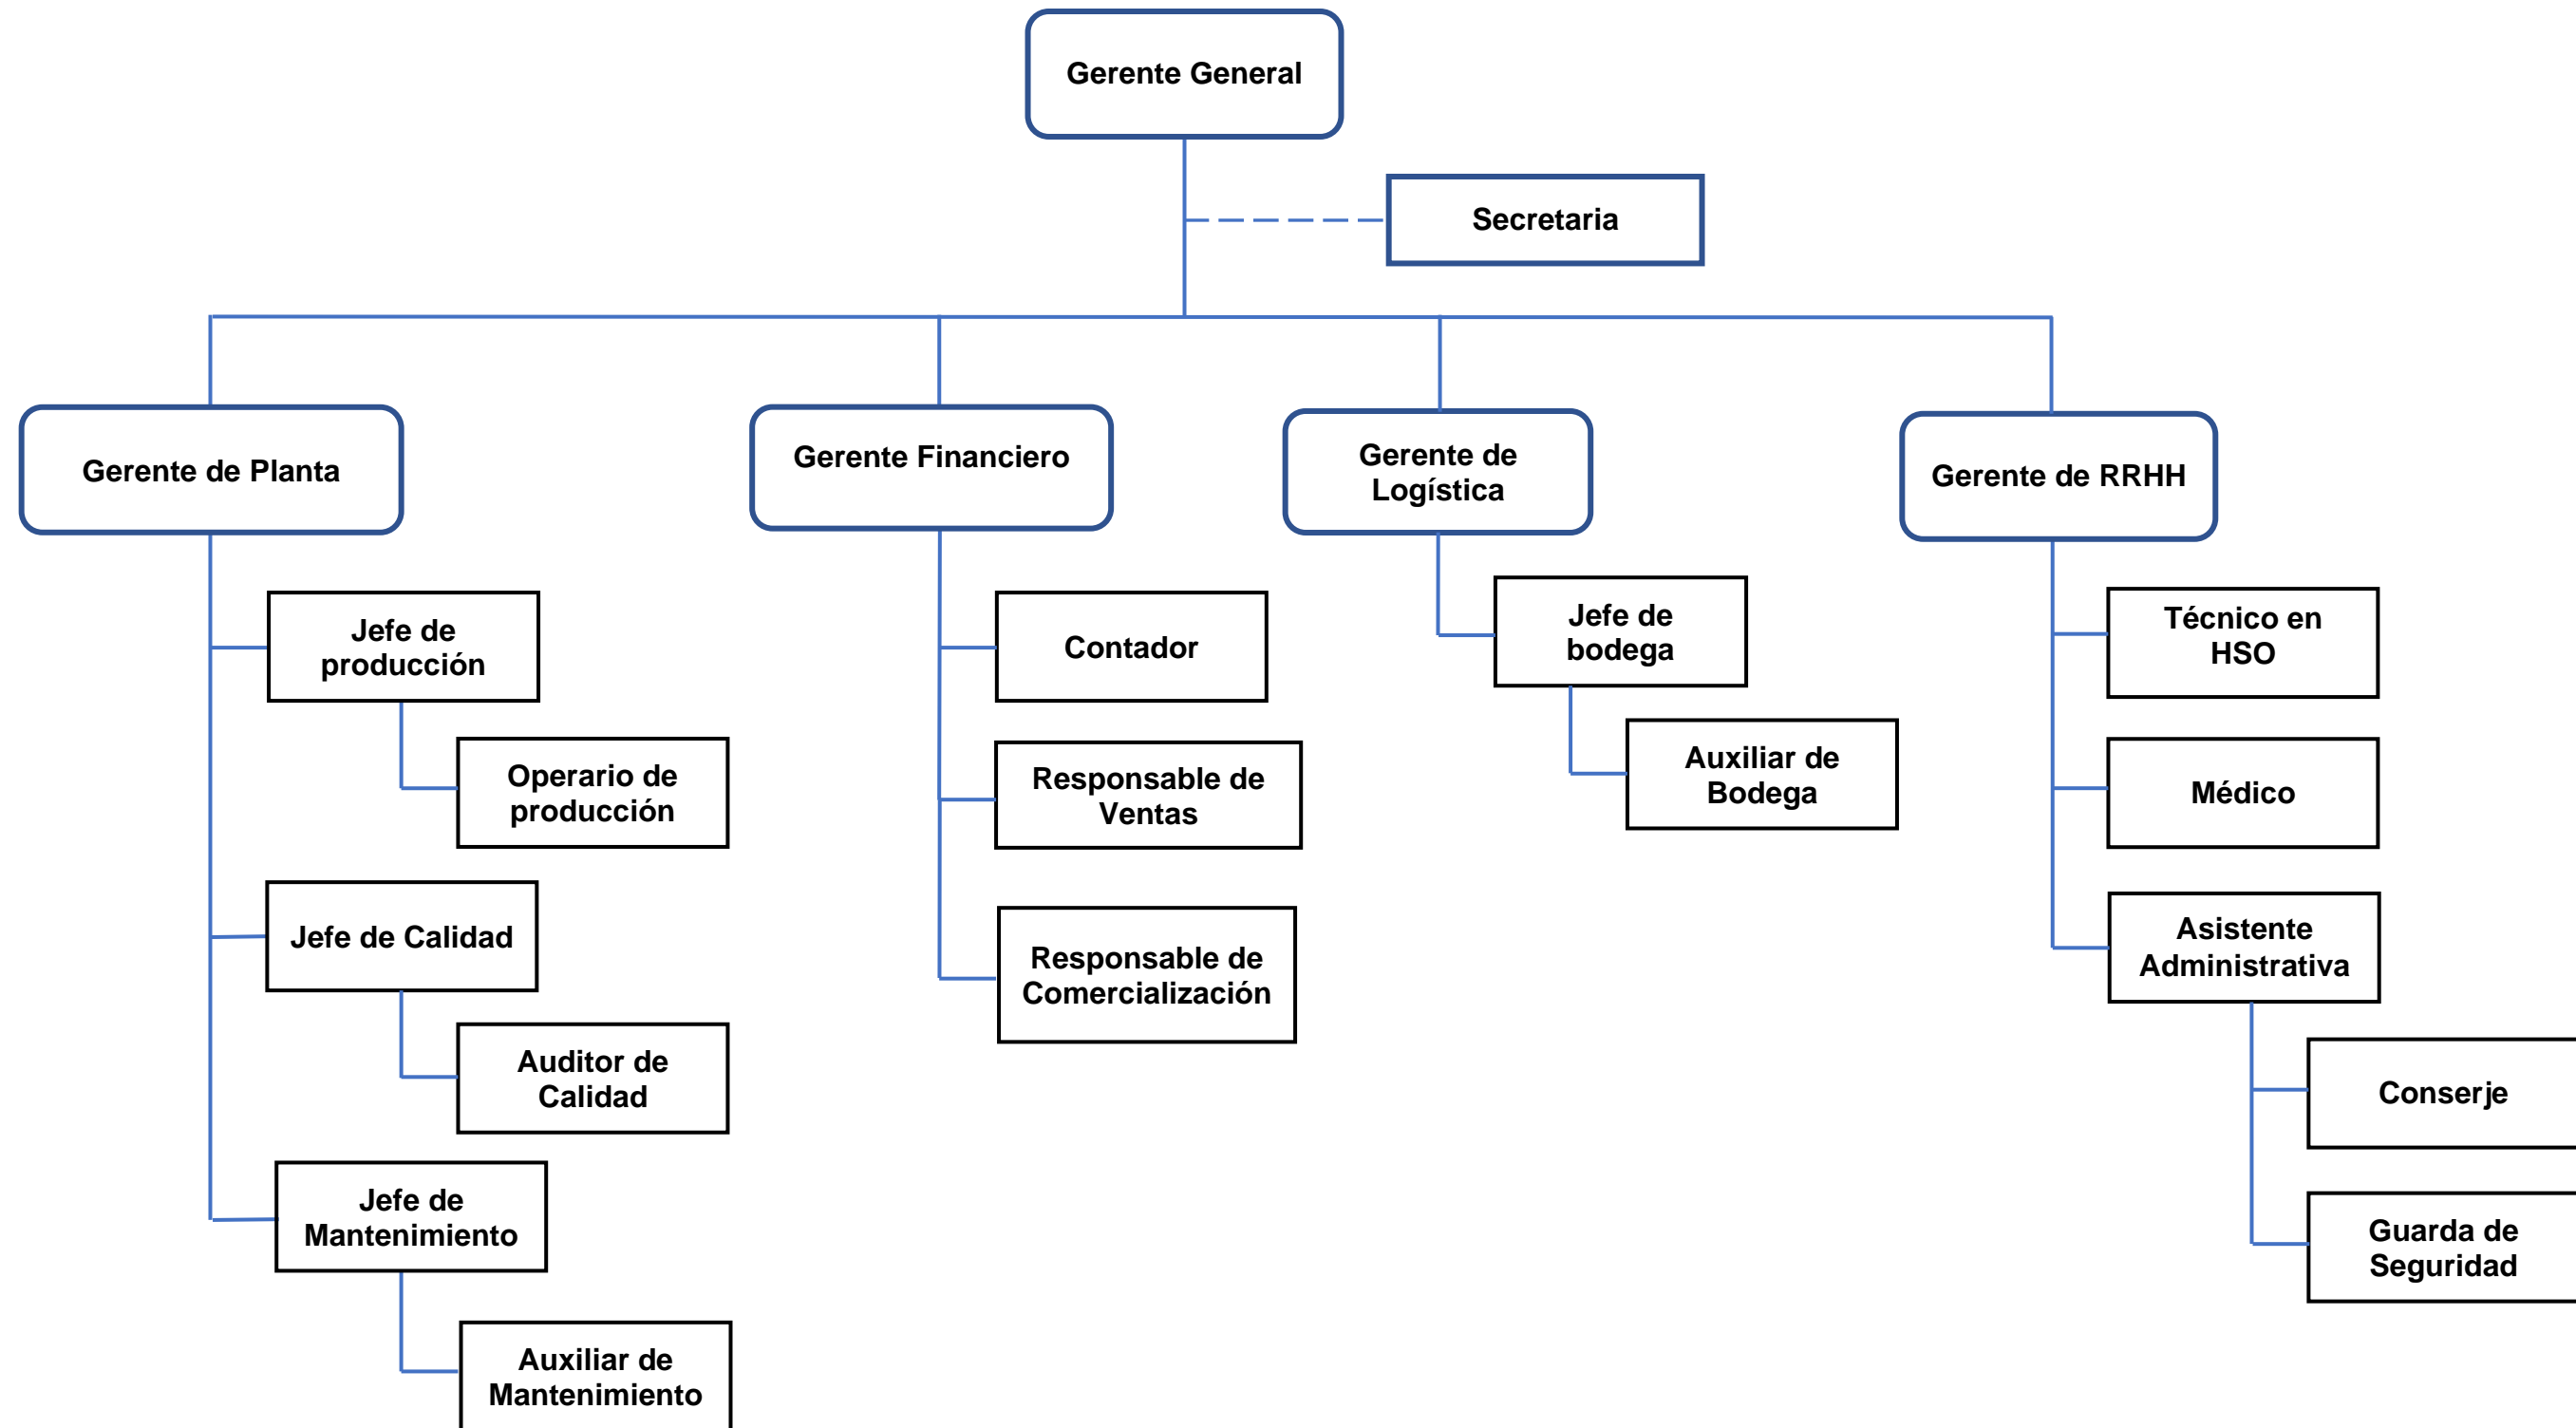 Gerente General
Secretaria
Gerente de Planta
Gerente Financiero
Gerente de
Logística
Gerente de RRHH
Jefe de
producción
Operario de
producción
Jefe de Calidad
Auditor de
Calidad
Jefe de
Mantenimiento
Auxiliar de
Mantenimiento
Contador
Responsable de
Ventas
Responsable de
Comercialización
Jefe de
bodega
Auxiliar de
Bodega
Técnico en
HSO
Médico
Asistente
Administrativa
Conserje
Guarda de
Seguridad